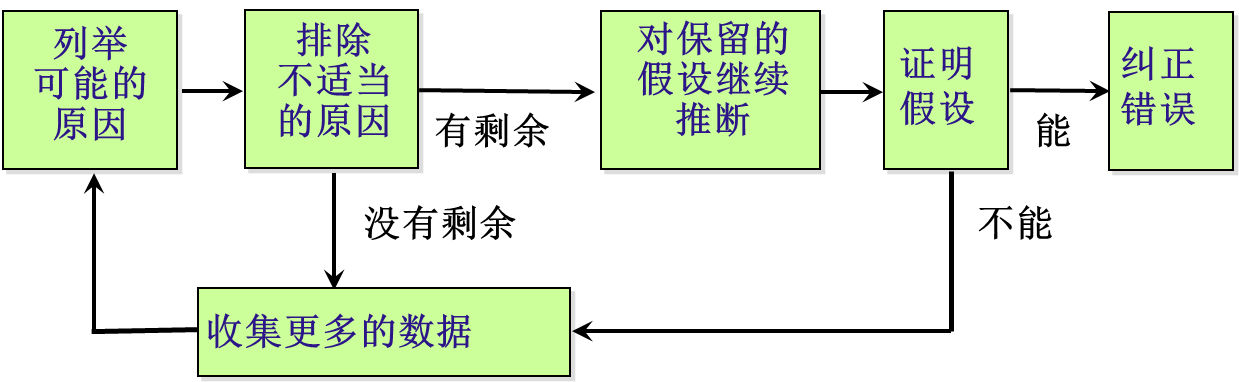 列举
可能的
原因
排除
不适当
的原因
有剩余
对保留的
假设继续
推断
证明
假设
能
纠正
错误
没有剩余
不能
收集更多的数据